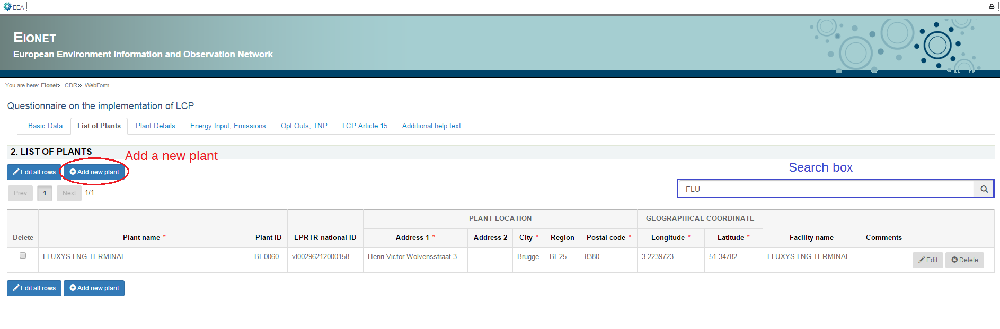 EEA
EIONET
European Environment Information and Observation Network
You are here: Eionet» CDR» WebForm
Questionnaire on the implementation of LCP
Basic Data List of Plants Plant Details Energy Input, Emissions Opt Outs, TNP LCP Article 15 Additional help text
2. LIST OF PLANTS
Add a new plant
Edit all rows Add new plant
Search box
Prev 1 Next 1/1
FLU
PLANT LOCATION GEOGRAPHICAL COORDINATE
Delete Plant name * Plant ID EPRTR national ID Address 1 * Address 2 City * Region Postal code * Longitude * Latitude * Facility name Comments
FLUXYS-LNG-TERMINAL BE0060 vl00296212000158 Henri Victor Wolvensstraat 3 Brugge BE25 8380 3.2239723 51.34782 FLUXYS-LNG-TERMINAL Edit Delete
Edit all rows Add new plant